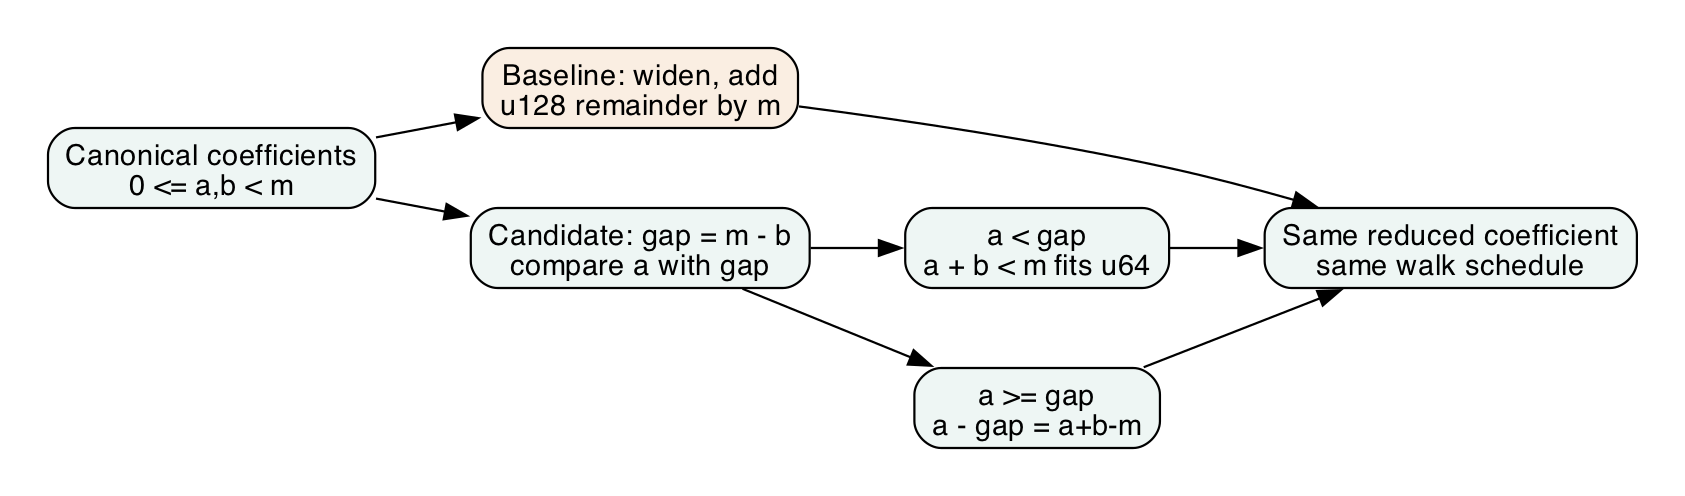 Baseline: widen, add
u128 remainder by m
Canonical coefficients
0 <= a,b < m
Candidate: gap = m - b
compare a with gap
a < gap
a + b < m fits u64
Same reduced coefficient
same walk schedule
a >= gap
a - gap = a+b-m